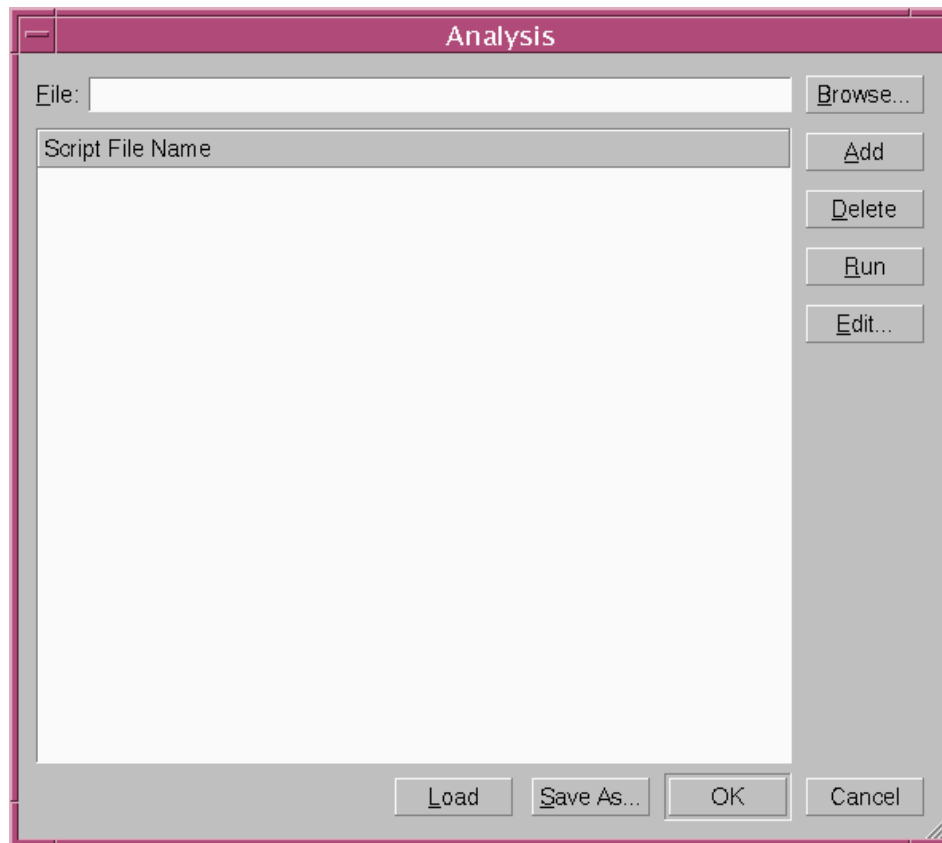 Analysis
File:
Browse...
Script File Name
Add
Delete
Run
Edit...
Load
Save As...
OK
Cancel